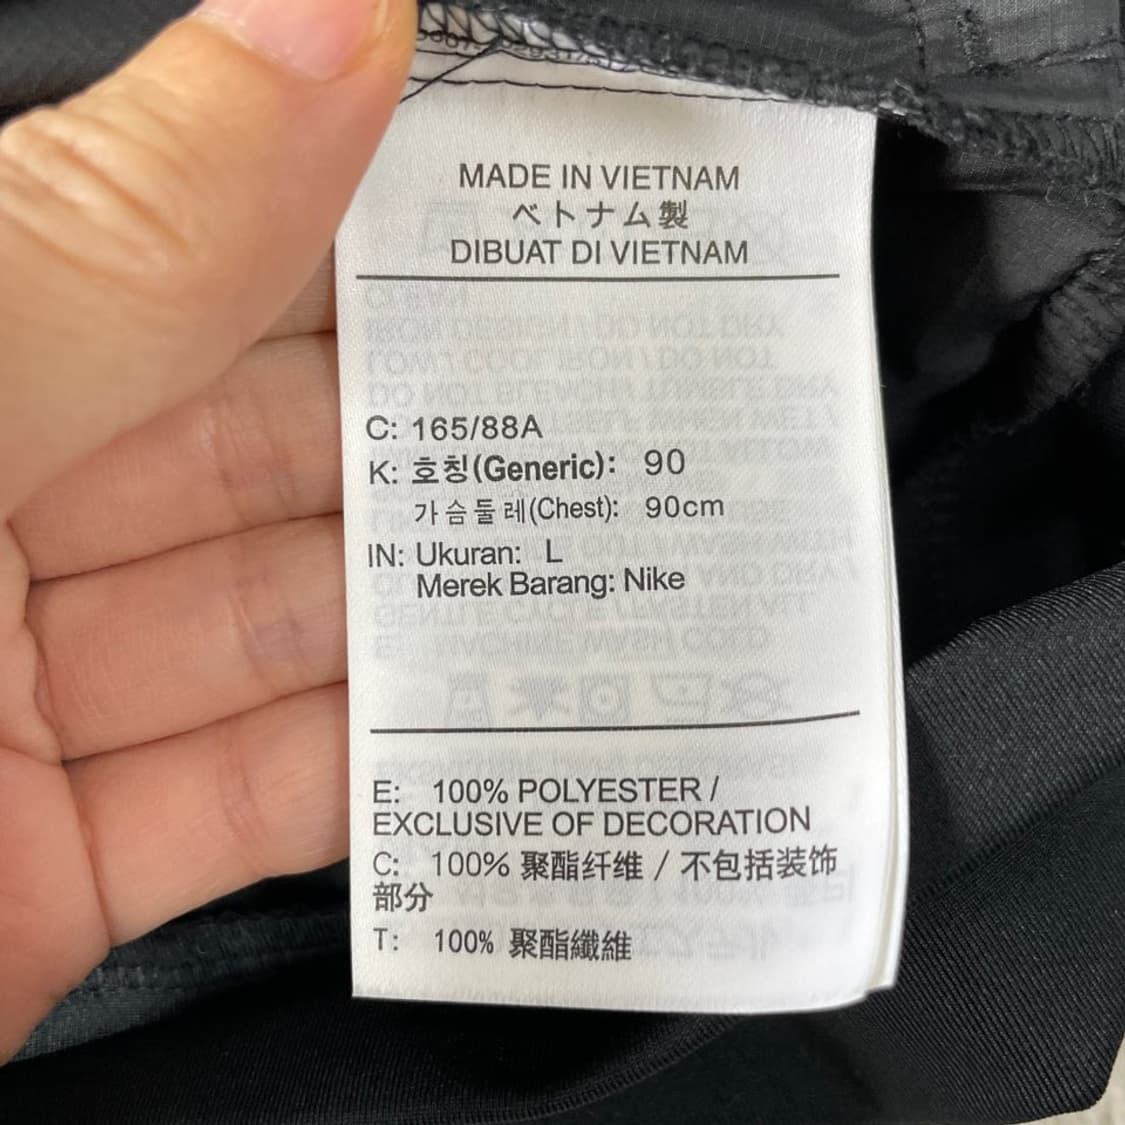 MADE IN VIETNAM
ベトナム製
DIBUAT DI VIETNAM
C: 165/88A
K: 호칭(Generic): 90
가슴둘레(Chest): 90cm
IN: Ukuran: L
Merek Barang: Nike
E: 100% POLYESTER /
EXCLUSIVE OF DECORATION
C: 100% 聚酯纤维 / 不包括装饰
部分
T: 100% 聚酯纖維